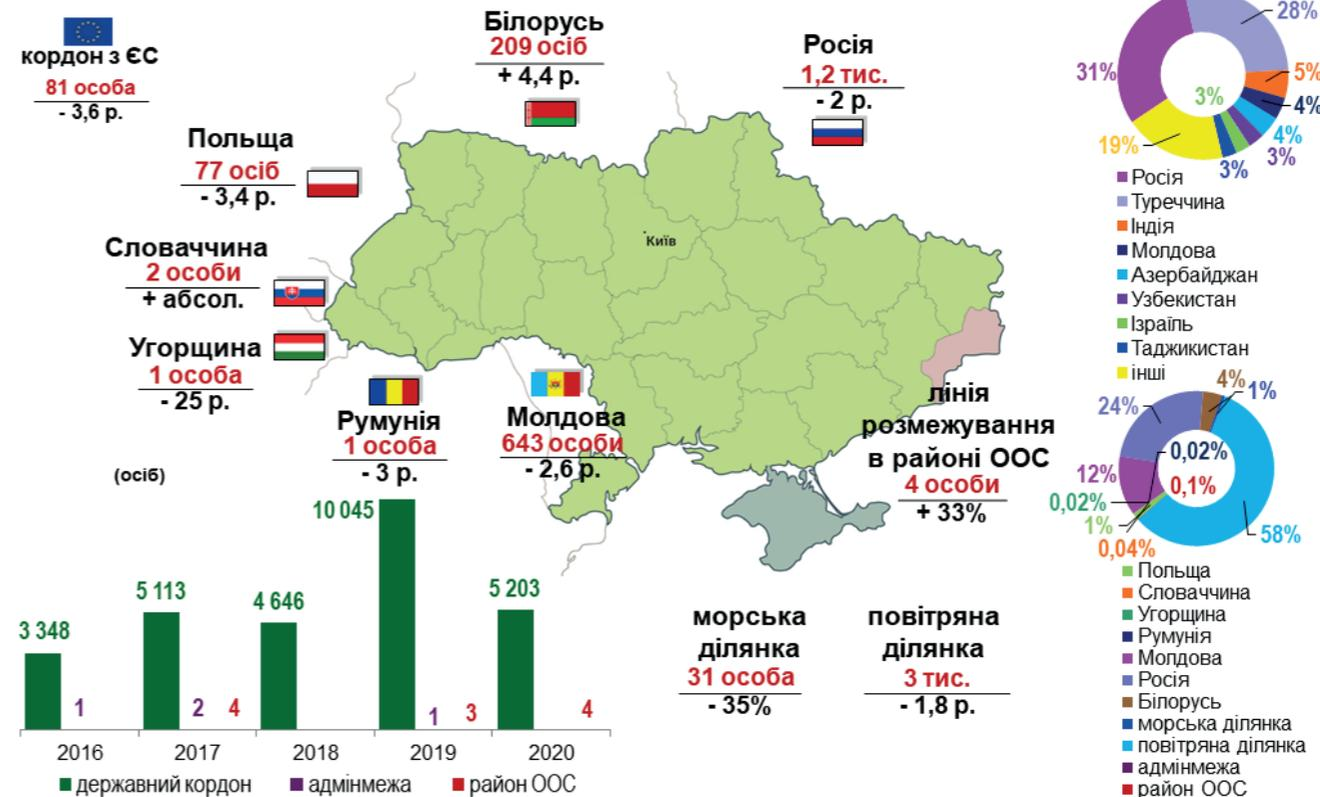 кордон з ЄС
81 особа
- 3,6 р.
Білорусь
209 осіб
+ 4,4 р.
Росія
1,2 тис.
- 2 р.
Польща
77 осіб
- 3,4 р.
Словаччина
2 особи
+ абсол.
Угорщина
1 особа
- 25 р.
Румунія
1 особа
- 3 р.
Молдова
643 особи
- 2,6 р.
Київ
лінія
розмежування
в районі ООС
4 особи
+ 33%
морська
ділянка
31 особа
- 35%
повітряна
ділянка
3 тис.
- 1,8 р.
(осіб)
3 348
1
5 113
2
4
4 646
10 045
1
3
5 203
4
2016
2017
2018
2019
2020
державний кордон
адмінмежа
район ООС
28%
31%
5%
3%
4%
19%
4%
3%
3%
Росія
Туреччина
Індія
Молдова
Азербайджан
Узбекистан
Ізраїль
Таджикистан
інші
4%
1%
24%
0,02%
12%
0,1%
0,02%
1%
58%
0,04%
Польща
Словаччина
Угорщина
Румунія
Молдова
Росія
Білорусь
морська ділянка
повітряна ділянка
адмінмежа
район ООС